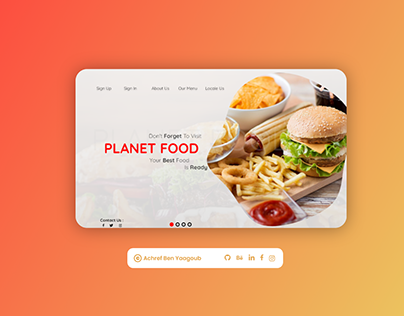 Sign Up Sign In About Us Our Menu Locate Us
Don't Forget To Visit
PLANET FOOD
Your Best Food
Is Ready
Contact Us :
Achref Ben Yaagoub
Bē in f